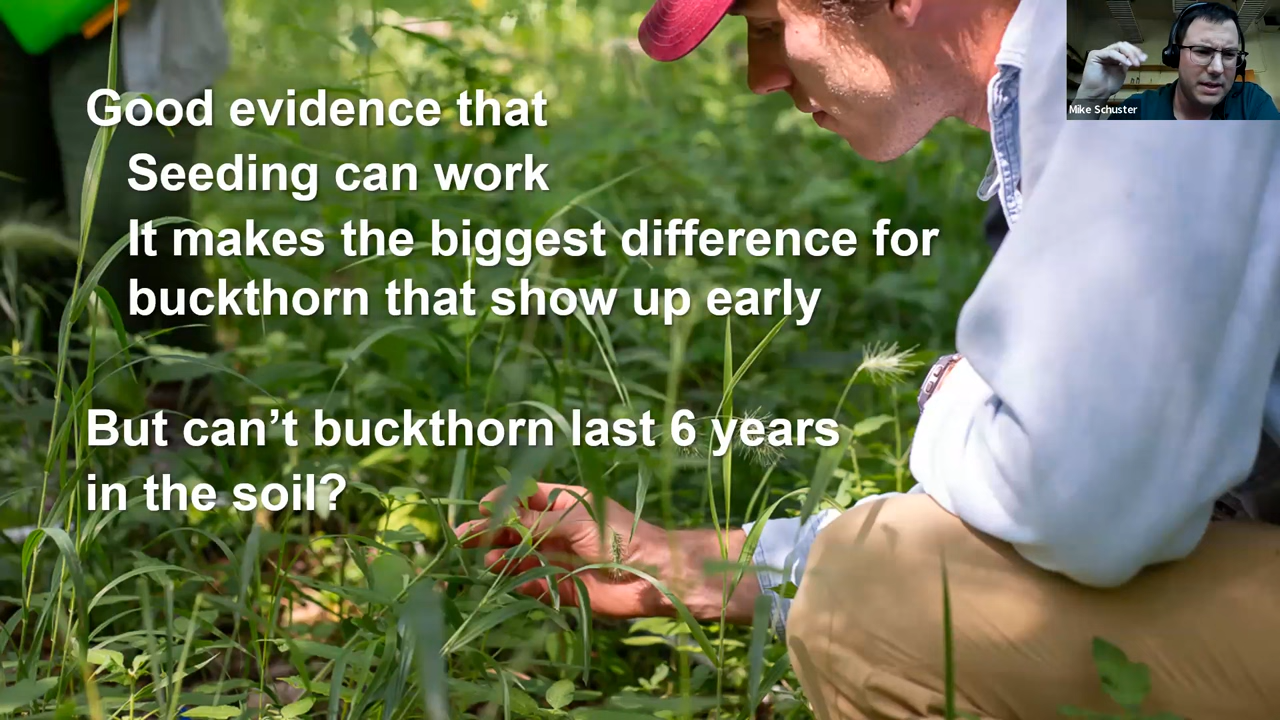 Good evidence that
Seeding can work
It makes the biggest difference for
buckthorn that show up early
But can’t buckthorn last 6 years
in the soil?
Mike Schuster